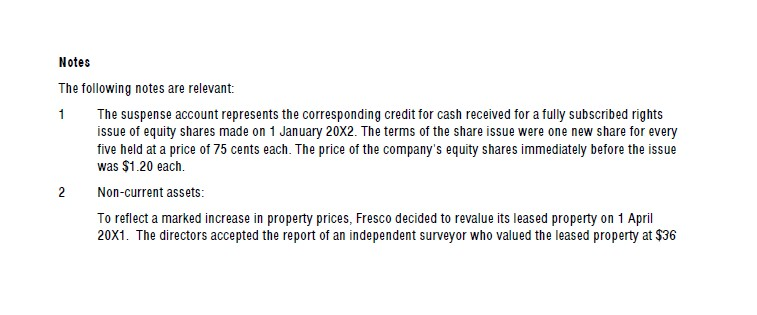 Notes
The following notes are relevant:
1 The suspense account represents the corresponding credit for cash received for a fully subscribed rights
issue of equity shares made on 1 January 20X2. The terms of the share issue were one new share for every
five held at a price of 75 cents each. The price of the company's equity shares immediately before the issue
was $1.20 each.
2 Non-current assets:
To reflect a marked increase in property prices, Fresco decided to revalue its leased property on 1 April
20X1. The directors accepted the report of an independent surveyor who valued the leased property at $36